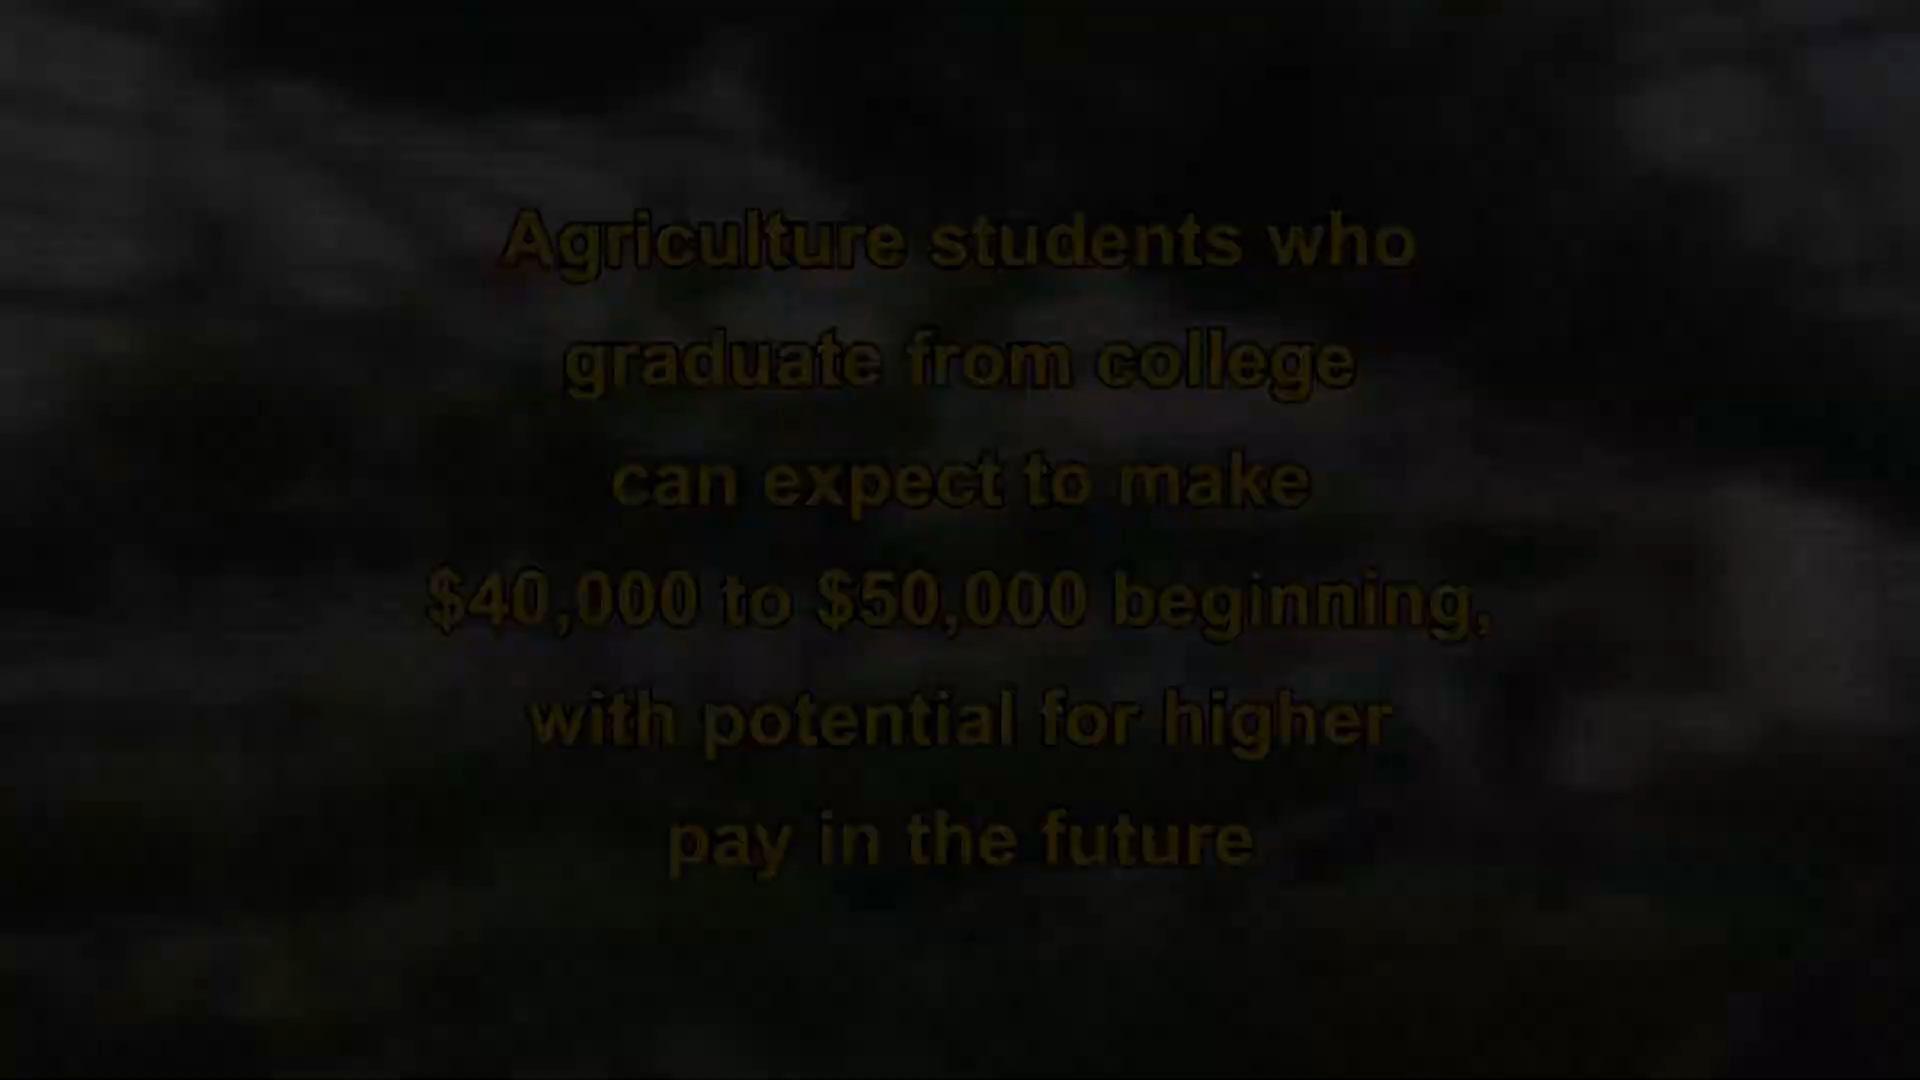 Agriculture students who
graduate from college
can expect to make
$40,000 to $50,000 beginning,
with potential for higher
pay in the future